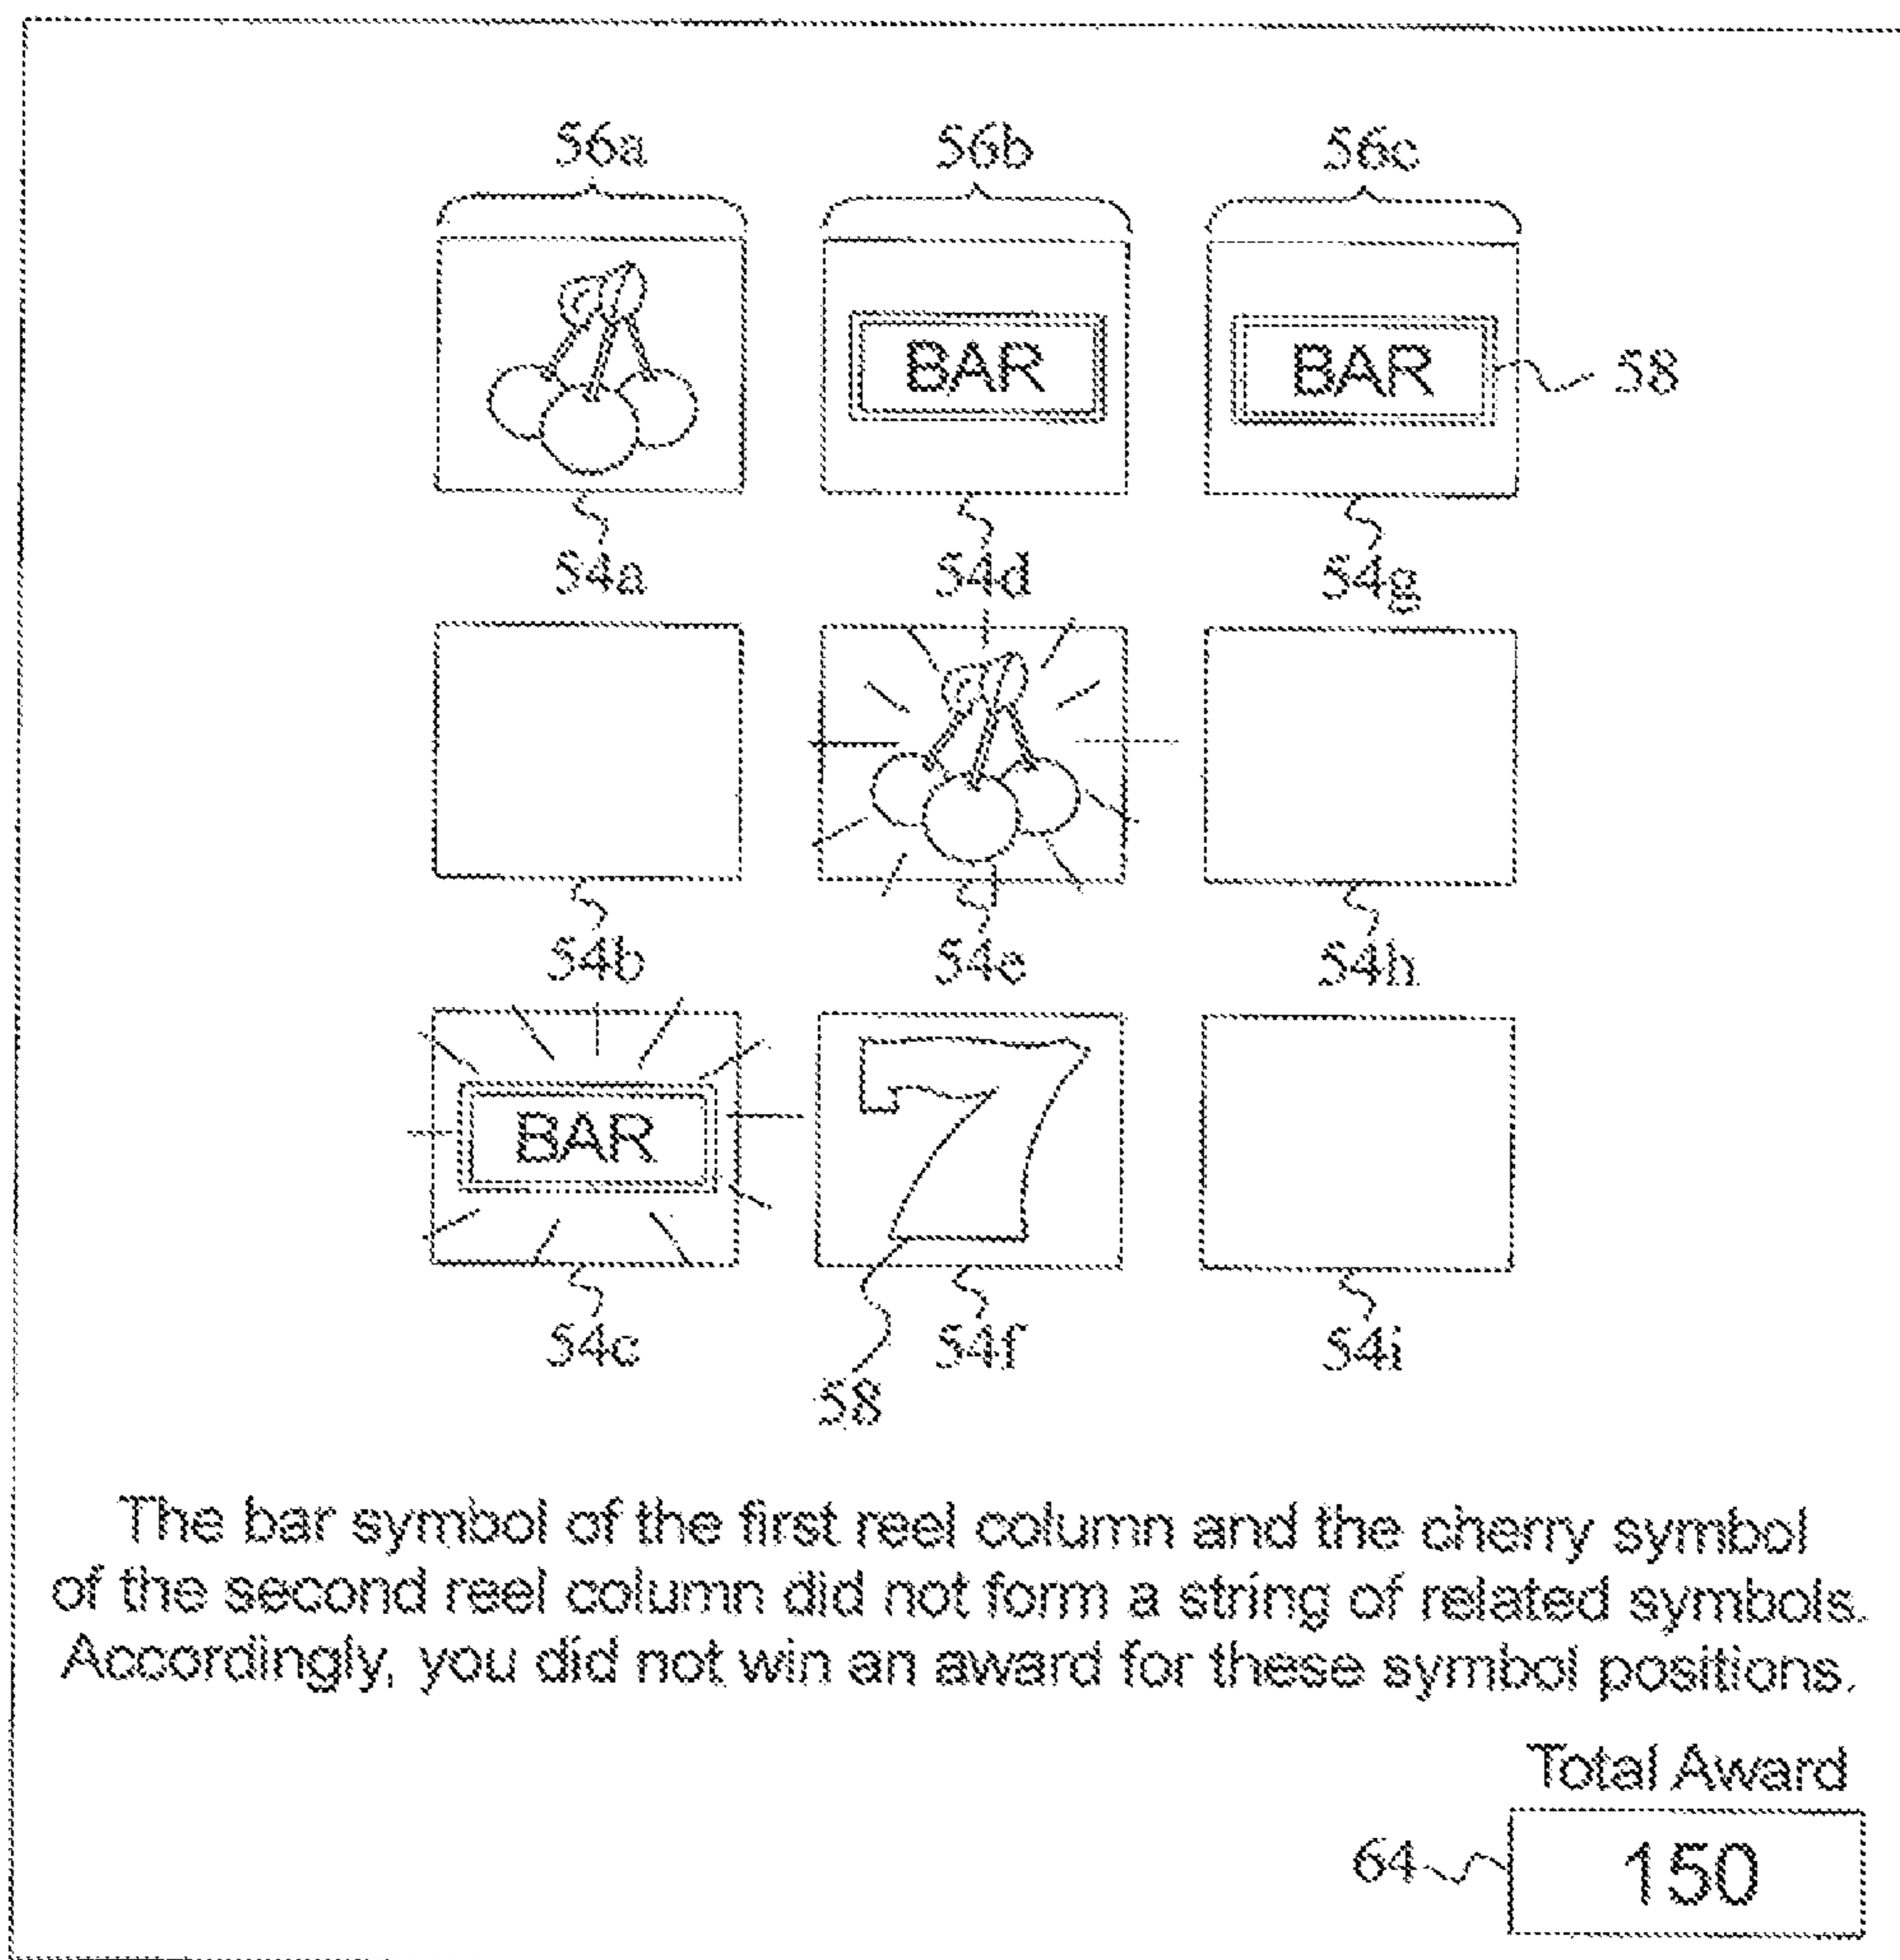 56a 56b 56c
BAR BAR 58
54a 54d 54g
54b 54e 54h
BAR 7
54c 54f 54i
58
The bar symbol of the first reel column and the cherry symbol
of the second reel column did not form a string of related symbols.
Accordingly, you did not win an award for these symbol positions.
Total Award
64 150